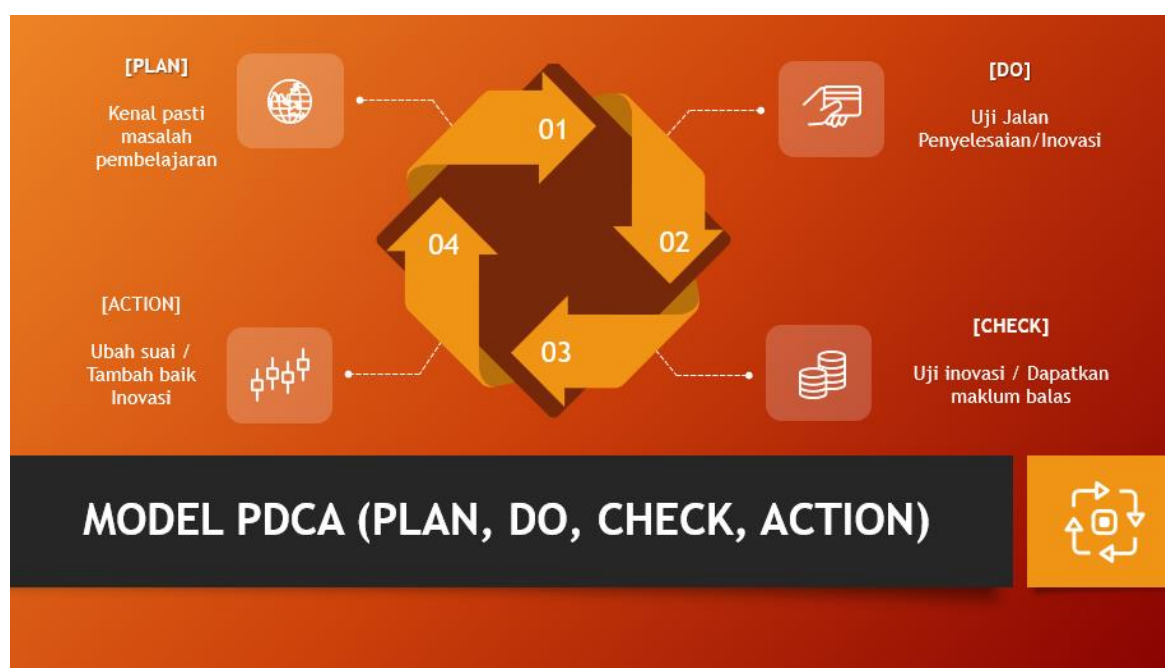 [PLAN]
Kenal pasti
masalah
pembelajaran
01
[DO]
Uji Jalan
Penyelesaian/Inovasi
02
04
[ACTION]
Ubah suai /
Tambah baik
Inovasi
03
[CHECK]
Uji inovasi / Dapatkan
maklum balas
MODEL PDCA (PLAN, DO, CHECK, ACTION)